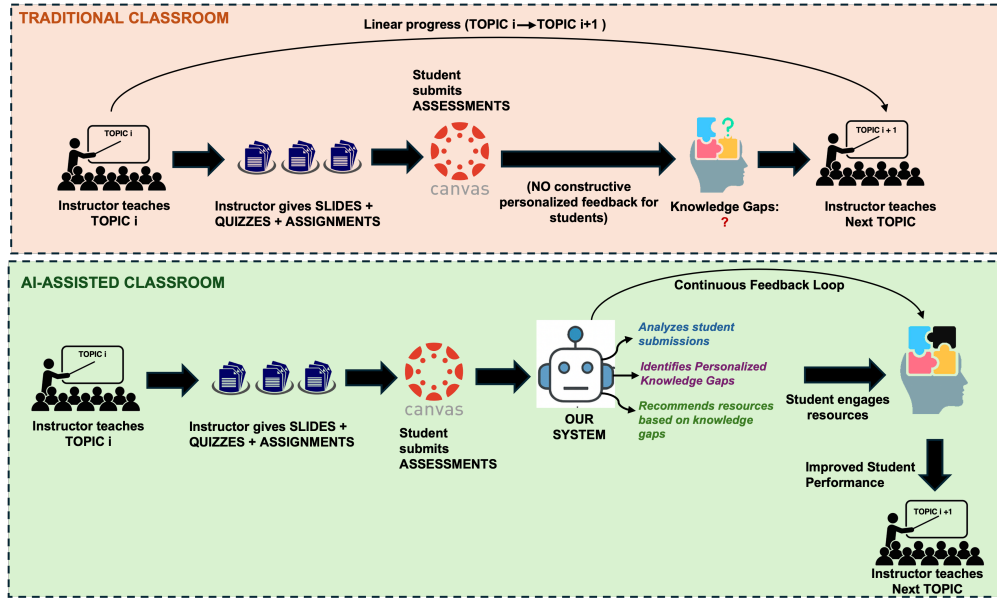 TRADITIONAL CLASSROOM
Linear progress (TOPIC i→TOPIC i+1 )
Student
submits
ASSESSMENTS
TOPIC i
TOPIC i + 1
canvas
Instructor teaches
TOPIC i
Instructor gives SLIDES +
QUIZZES + ASSIGNMENTS
(NO constructive
personalized feedback for
students)
Knowledge Gaps:
?
Instructor teaches
Next TOPIC
AI-ASSISTED CLASSROOM
Continuous Feedback Loop
TOPIC i
Analyzes student
submissions
Identifies Personalized
Knowledge Gaps
Recommends resources
based on knowledge
gaps
canvas
Instructor teaches
TOPIC i
Instructor gives SLIDES +
QUIZZES + ASSIGNMENTS
Student
submits
ASSESSMENTS
OUR
SYSTEM
Student engages
resources
Improved Student
Performance
TOPIC i +1
Instructor teaches
Next TOPIC